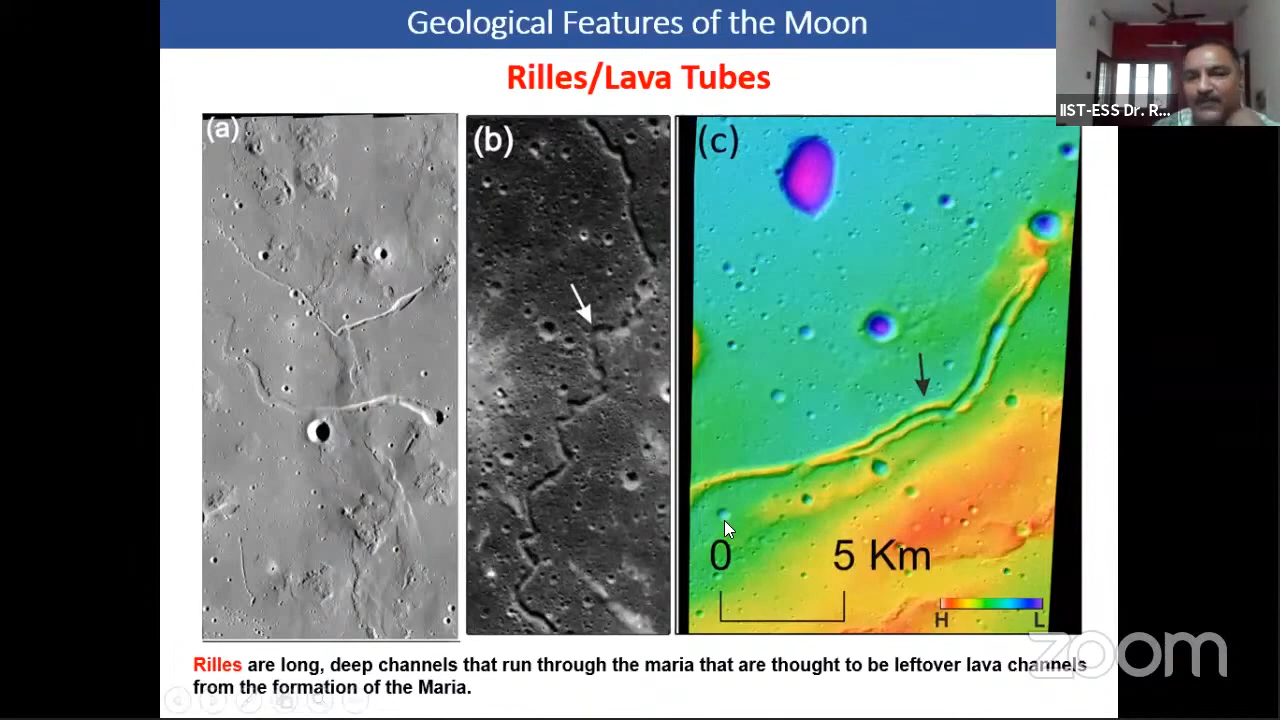 Geological Features of the Moon
Rilles/Lava Tubes
IIST-ESS Dr. R...
(a)
(b)
(c)
0
5 Km
H
L
zoom
Rilles are long, deep channels that run through the maria that are thought to be leftover lava channels
from the formation of the Maria.